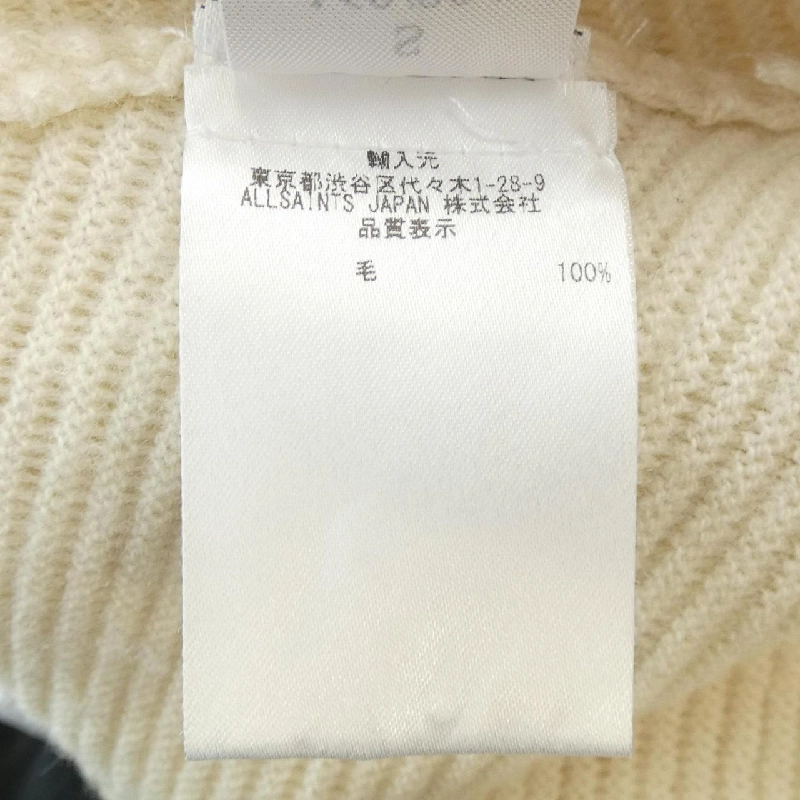 S
輸入元
東京都渋谷区代々木1-28-9
ALLSAINTS JAPAN 株式会社
品質表示
毛 100%